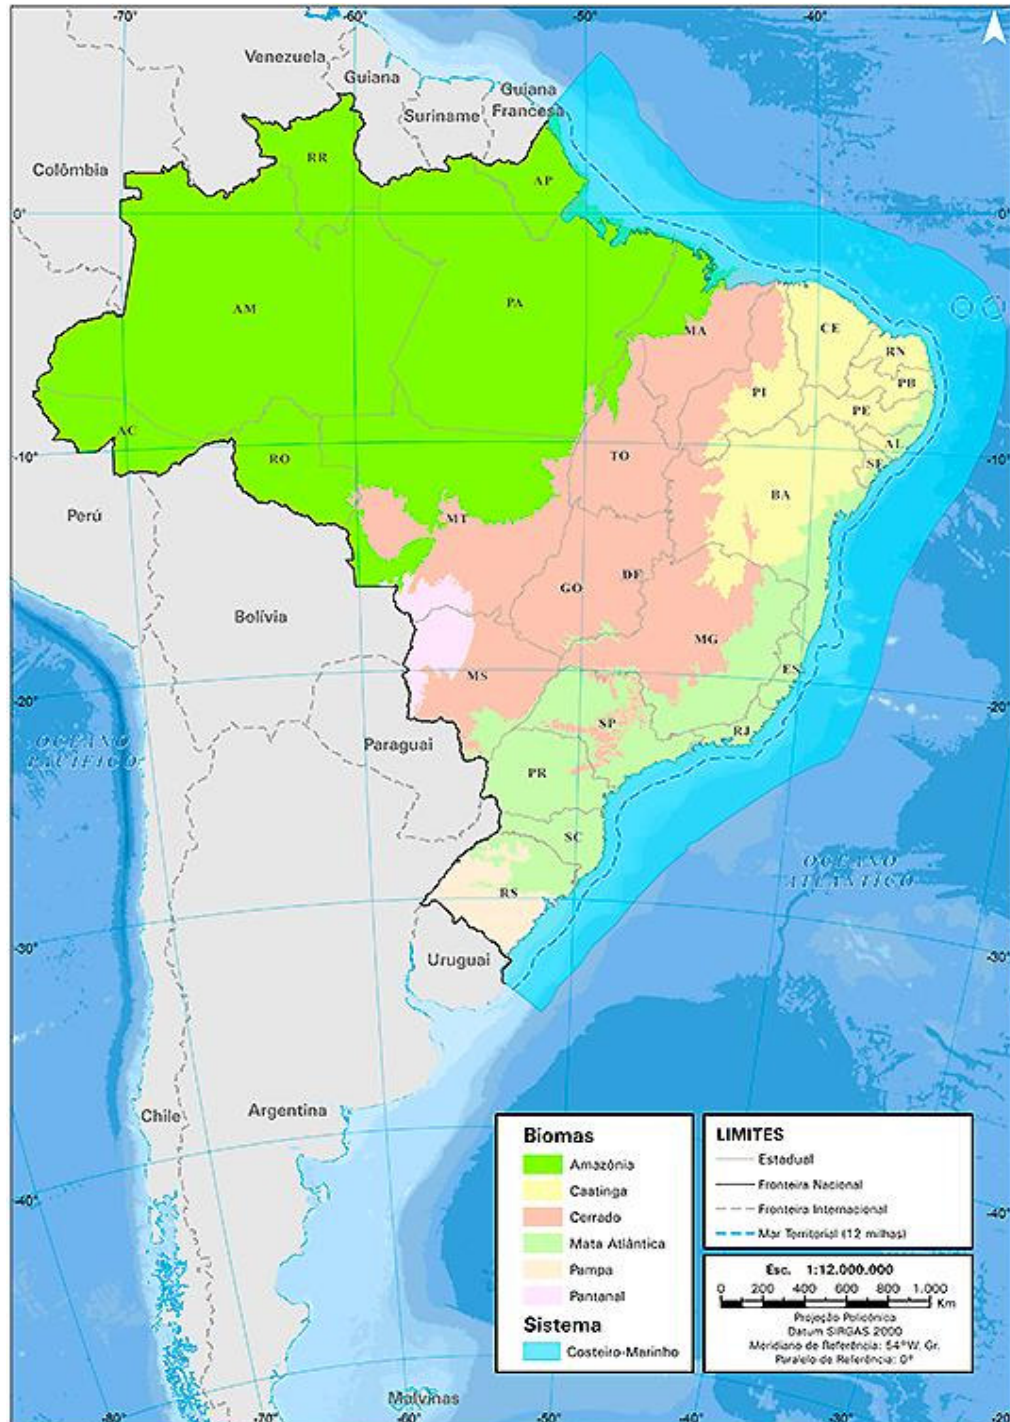 -70°
-60°
-50°
-40°
Venezuela
Guiana
Guiana
Francesa
Suriname
Colômbia
RR
AP
0°
0°
AM
PA
MA
CE
RN
PB
PI
PE
AC
AL
-10°
RO
TO
SE
-10°
BA
Perú
MT
DF
GO
Bolívia
MG
MS
ES
-20°
-20°
SP
RJ
OCEANO
PACÍFICO
Paraguai
PR
SC
OCEANO
ATLÂNTICO
RS
-30°
Uruguai
-30°
Chile
Argentina
Biomas
Amazônia
Caatinga
Cerrado
Mata Atlântica
Pampa
Pantanal
Sistema
Costeiro-Marinho
LIMITES
Estadual
Fronteira Nacional
Fronteira Internacional
Mar Territorial (12 milhas)
-40°
-40°
Esc. 1:12.000.000
0 200 400 600 800 1.000
Km
Projeção Policônica
Datum SIRGAS 2000
Meridiano de Referência: 54°W. Gr.
Paralelo de Referência: 0°
Malvinas
-80°
-70°
-60°
-50°
-40°
-30°
-20°